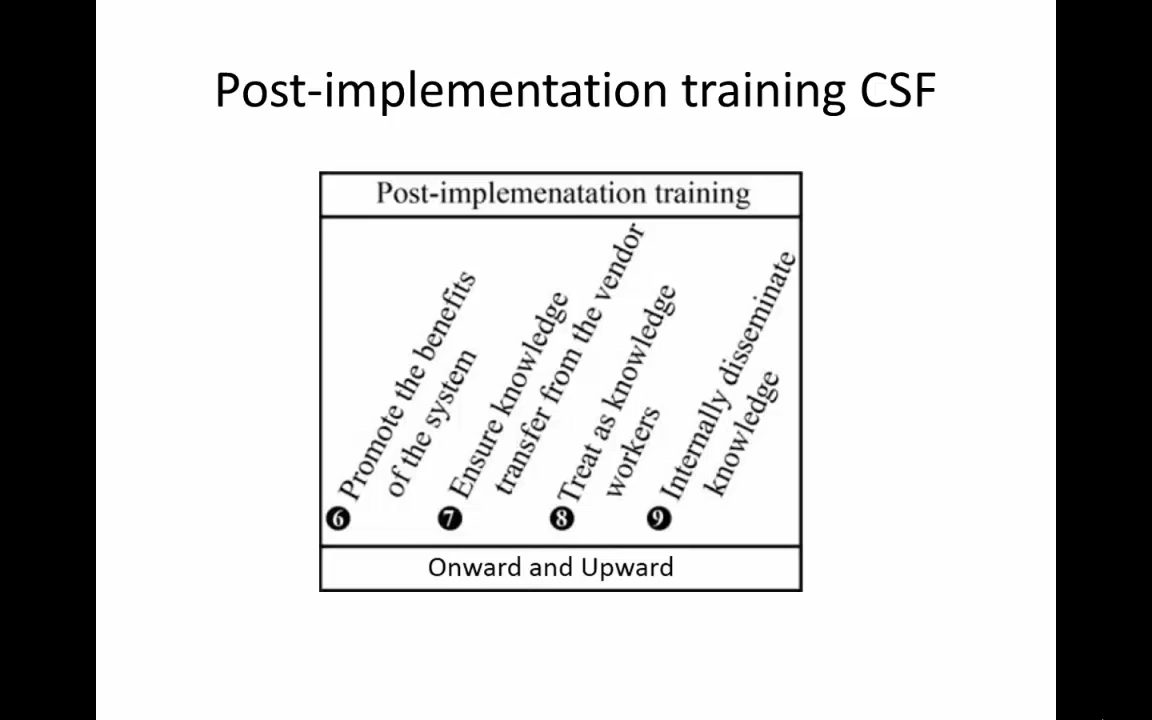 Post-implementation training CSF
Post-implemenatation training
❻ Promote the benefits
of the system
❼ Ensure knowledge
transfer from the vendor
❽ Treat as knowledge
workers
❾ Internally disseminate
knowledge
Onward and Upward